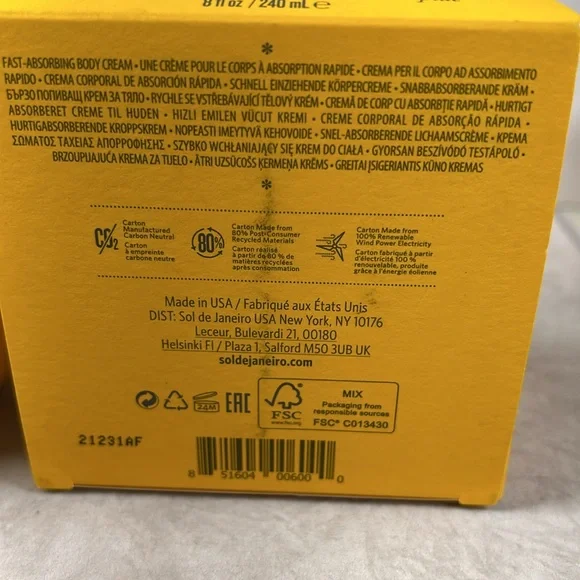 8 fl oz / 240 mL ℮
*
FAST-ABSORBING BODY CREAM • UNE CRÈME POUR LE CORPS À ABSORPTION RAPIDE • CREMA PER IL CORPO AD ASSORBIMENTO
RAPIDO • CREMA CORPORAL DE ABSORCIÓN RÁPIDA • SCHNELL EINZIEHENDE KÖRPERCREME • SNABBABSORBERANDE KRÄM •
БЪРЗО ПОПИВАЩ КРЕМ ЗА ТЯЛО • RYCHLE SE VSTŘEBÁVAJÍCÍ TĚLOVÝ KRÉM • CREMĂ DE CORP CU ABSORBȚIE RAPIDĂ • HURTIGT
ABSORBERET CREME TIL HUDEN • HIZLI EMILEN VÜCUT KREMI • CREME CORPORAL DE ABSORÇÃO RÁPIDA •
HURTIGABSORBERENDE KROPPSKREM • NOPEASTI IMEYTYVÄ KEHOVOIDE • SNEL-ABSORBERENDE LICHAAMSCRÈME • ΚΡΕΜΑ
ΣΩΜΑΤΟΣ ΤΑΧΕΙΑΣ ΑΠΟΡΡΟΦΗΣΗΣ • SZYBKO WCHŁANIAJĄCY SIĘ KREM DO CIAŁA • GYORSAN BESZÍVÓDÓ TESTÁPOLÓ •
BRZOUPIJAJUĆA KREMA ZA TIJELO • ĀTRI UZSŪCOŠS ĶERMEŅA KRĒMS • GREITAI ĮSIGERIANTIS KŪNO KREMAS
*
CO2
Carton
Manufactured
Carbon Neutral
Carton
à empreinte
carbone neutre
80%
Carton Made from
80% Post-Consumer
Recycled Materials
Carton réalisé
à partir de 80 % de
matières recyclées
après consommation
Carton Made from
100% Renewable
Wind Power Electricity
Carton fabriqué à partir
d'électricité 100 %
renouvelable, produite
grâce à l'énergie éolienne
Made in USA / Fabriqué aux États Unis
DIST: Sol de Janeiro USA New York, NY 10176
Leceur, Bulevardi 21, 00180
Helsinki FI / Plaza 1, Salford M50 3UB UK
soldejaneiro.com
24M
EAC
FSC
www.fsc.org
MIX
Packaging from
responsible sources
FSC® C013430
21231AF
8 51604 00600 0